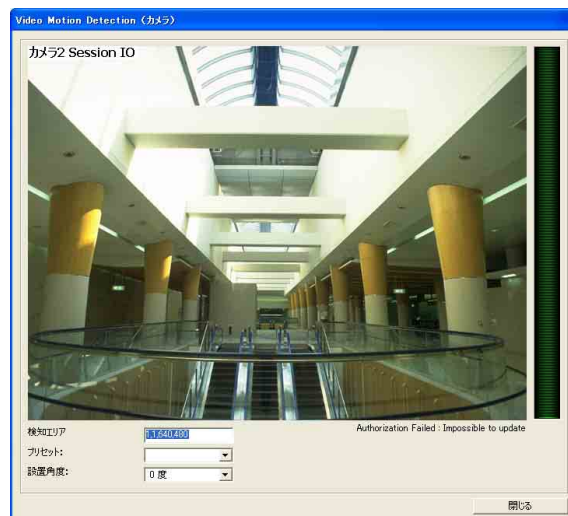 Video Motion Detection (カメラ)
カメラ2 Session IO
検知エリア
1,1,640,480
Authorization Failed : Impossible to update
プリセット:
設置角度:
0 度
閉じる